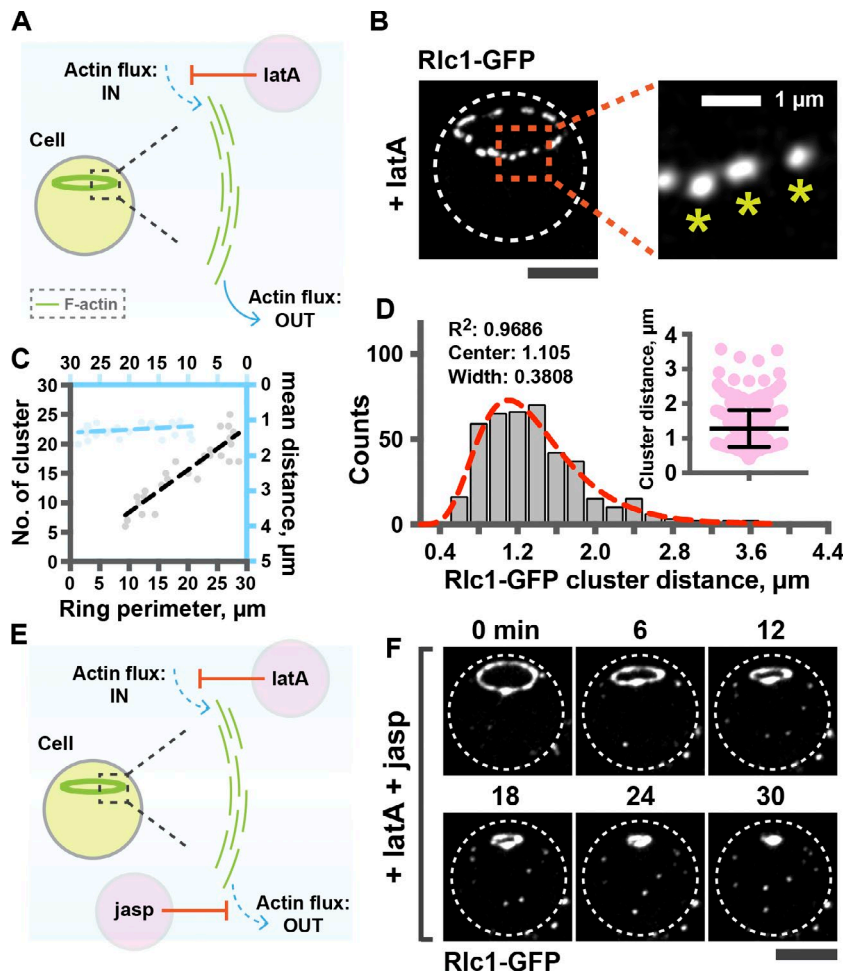 A
Actin flux:
IN
latA
Cell
F-actin
Actin flux:
OUT
B
Rlc1-GFP
+ latA
1 µm
* * *
C
30 25 20 15 10 5 0
No. of cluster
30
25
20
15
10
5
0
0
1
2
3
4
5
mean distance, µm
0 5 10 15 20 25 30
Ring perimeter, µm
D
R²: 0.9686
Center: 1.105
Width: 0.3808
Counts
100
50
0
0.4 1.2 2.0 2.8 3.6 4.4
Rlc1-GFP cluster distance, µm
Cluster distance, µm
4
3
2
1
0
E
Actin flux:
IN
latA
Cell
jasp
Actin flux:
OUT
F
+ latA + jasp
0 min 6 12
18 24 30
Rlc1-GFP